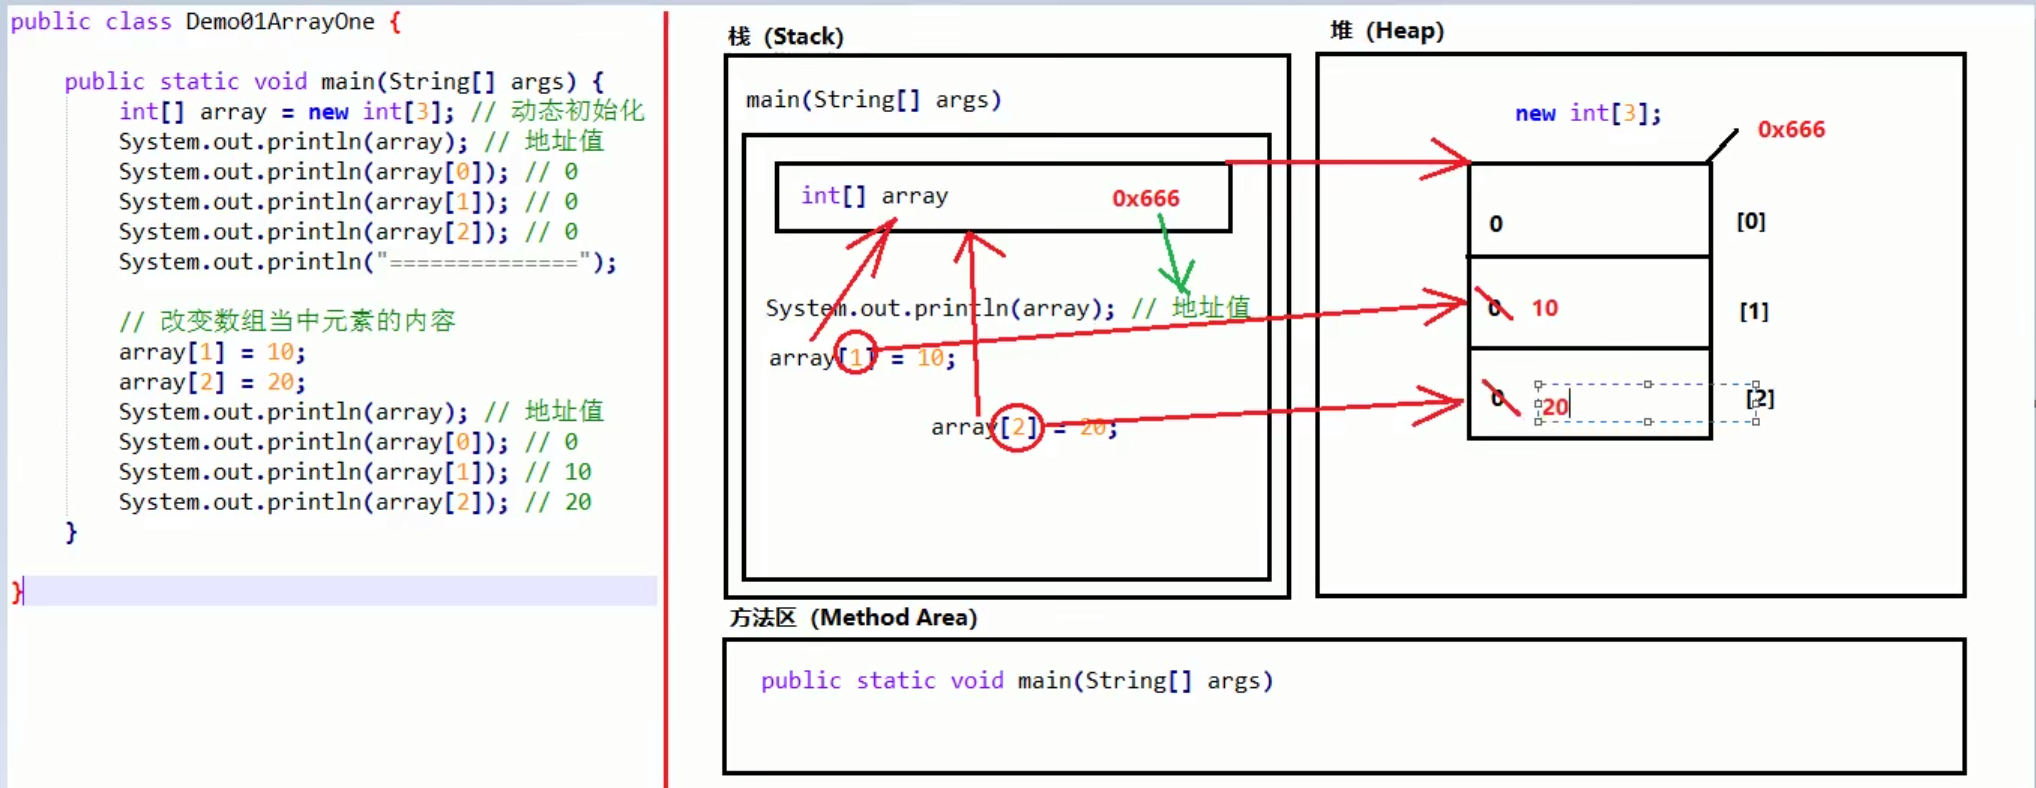 public class Demo01ArrayOne {
public static void main(String[] args) {
int[] array = new int[3]; // 动态初始化
System.out.println(array); // 地址值
System.out.println(array[0]); // 0
System.out.println(array[1]); // 0
System.out.println(array[2]); // 0
System.out.println("==============");
// 改变数组当中元素的内容
array[1] = 10;
array[2] = 20;
System.out.println(array); // 地址值
System.out.println(array[0]); // 0
System.out.println(array[1]); // 10
System.out.println(array[2]); // 20
}
}
栈 (Stack)
main(String[] args)
int[] array 0x666
System.out.println(array); // 地址值
array[1] = 10;
array[2] = 20;
堆 (Heap)
new int[3];
0x666
0 [0]
0 10 [1]
0 20 [2]
方法区 (Method Area)
public static void main(String[] args)